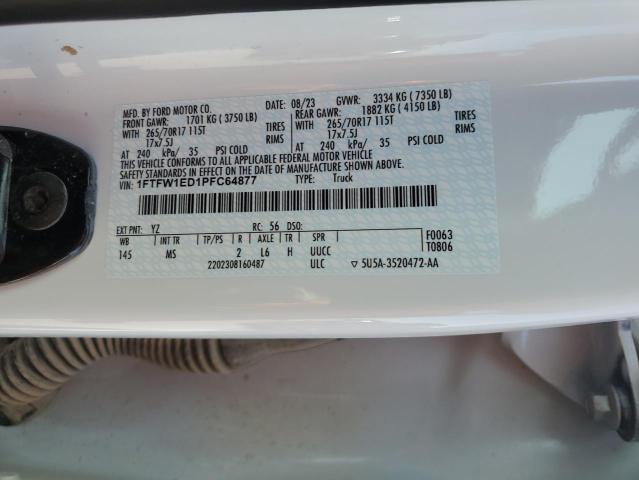 MFD. BY FORD MOTOR CO.
08/23 GVWR: 3334 KG ( 7350 LB)
FRONT GAWR: 1701 KG ( 3750 LB)
REAR GAWR: 1882 KG ( 4150 LB)
WITH 265/70R17 115T TIRES
WITH 265/70R17 115T TIRES
17x7.5J RIMS
17x7.5J RIMS
AT 240 kPa/ 35 PSI COLD
AT 240 kPa/ 35 PSI COLD
THIS VEHICLE CONFORMS TO ALL APPLICABLE FEDERAL MOTOR VEHICLE
SAFETY STANDARDS IN EFFECT ON THE DATE OF MANUFACTURE SHOWN ABOVE.
VIN: 1FTFW1ED1PFC64877 TYPE: Truck
EXT PNT: YZ RC: 56 DSO: F0063
WB INT TR TP/PS R AXLE TR SPR T0806
145 MS 2 L6 H UUCC
2202308160487 ULC ▽ 5U5A-3520472-AA